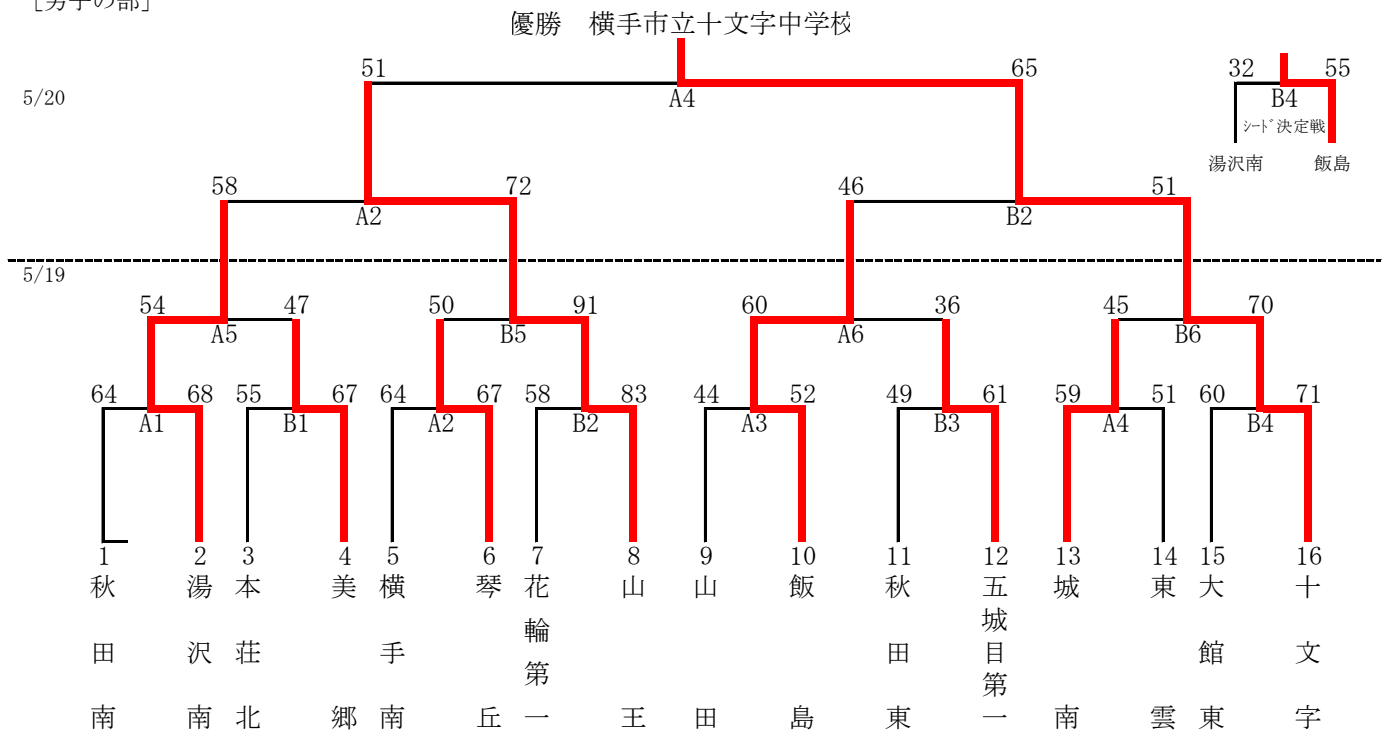 [男子の部]
優勝　横手市立十文字中学校
51 65 32 55
5/20 A4 B4
シード決定戦
湯沢南 飯島
58 72 46 51
A2 B2
5/19
54 47 50 91 60 36 45 70
A5 B5 A6 B6
64 68 55 67 64 67 58 83 44 52 49 61 59 51 60 71
A1 B1 A2 B2 A3 B3 A4 B4
1 2 3 4 5 6 7 8 9 10 11 12 13 14 15 16
秋田南
湯沢南
本荘北
美郷
横手南
琴丘
花輪第一
山王
山田
飯島
秋田東
五城目第一
城南
東雲
大館東
十文字